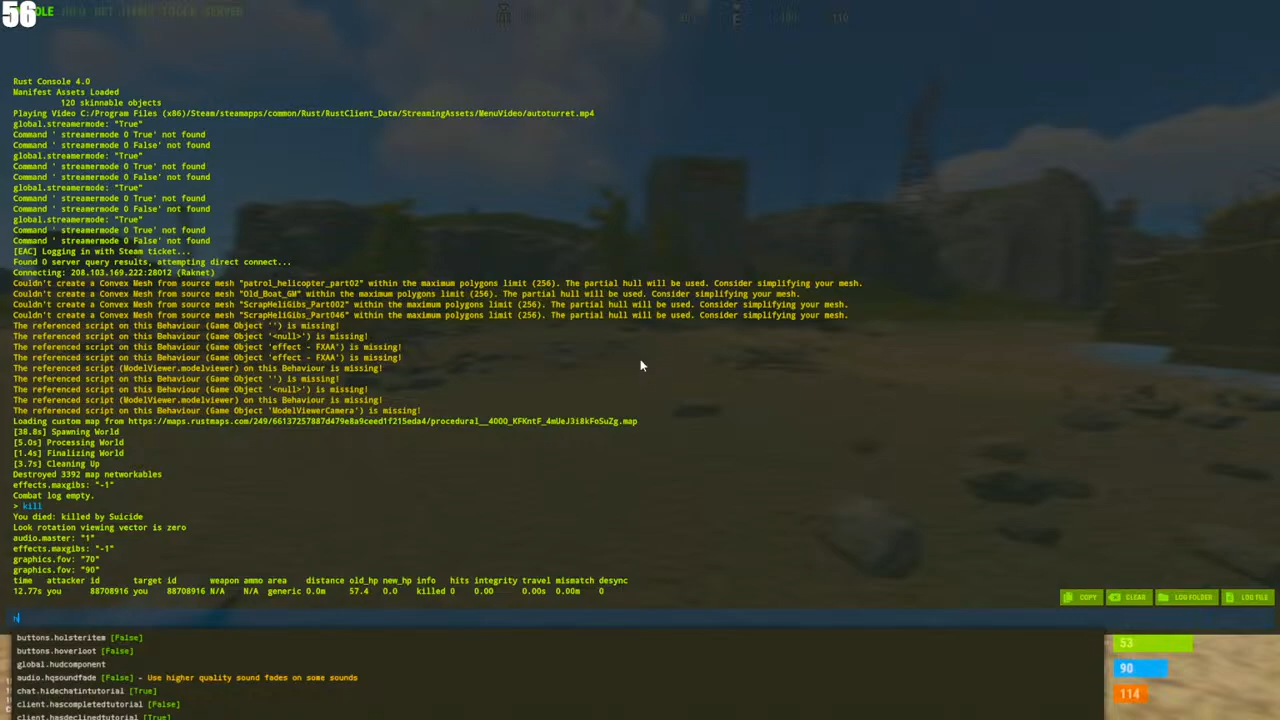 56
CONSOLE
110
Rust Console 4.0
Manifest Assets Loaded
120 skinnable objects
Playing Video C:/Program Files (x86)/Steam/steamapps/common/Rust/RustClient_Data/StreamingAssets/MenuVideo/autoturret.mp4
global.streamermode: "True"
Command ' streamermode 0 True' not found
Command ' streamermode 0 False' not found
global.streamermode: "True"
Command ' streamermode 0 True' not found
Command ' streamermode 0 False' not found
global.streamermode: "True"
Command ' streamermode 0 True' not found
Command ' streamermode 0 False' not found
global.streamermode: "True"
Command ' streamermode 0 True' not found
Command ' streamermode 0 False' not found
[EAC] Logging in with Steam ticket...
Found 0 server query results, attempting direct connect...
Connecting: 208.103.169.222:28012 (Raknet)
Couldn't create a Convex Mesh from source mesh "patrol_helicopter_part02" within the maximum polygons limit (256). The partial hull will be used. Consider simplifying your mesh.
Couldn't create a Convex Mesh from source mesh "Old_Boat_GM" within the maximum polygons limit (256). The partial hull will be used. Consider simplifying your mesh.
Couldn't create a Convex Mesh from source mesh "ScrapHeliGibs_Part002" within the maximum polygons limit (256). The partial hull will be used. Consider simplifying your mesh.
Couldn't create a Convex Mesh from source mesh "ScrapHeliGibs_Part046" within the maximum polygons limit (256). The partial hull will be used. Consider simplifying your mesh.
The referenced script on this Behaviour (Game Object '') is missing!
The referenced script on this Behaviour (Game Object '<null>') is missing!
The referenced script on this Behaviour (Game Object 'effect - FXAA') is missing!
The referenced script on this Behaviour (Game Object 'effect - FXAA') is missing!
The referenced script (ModelViewer.modelviewer) on this Behaviour is missing!
The referenced script on this Behaviour (Game Object '') is missing!
The referenced script on this Behaviour (Game Object '<null>') is missing!
The referenced script (ModelViewer.modelviewer) on this Behaviour is missing!
The referenced script on this Behaviour (Game Object 'ModelViewerCamera') is missing!
Loading custom map from https://maps.rustmaps.com/249/66137257887d479e8a9ceed1f215eda4/procedural__4000_KFKntF_4mUeJ3i8kFoSuZg.map
[38.8s] Spawning World
[5.0s] Processing World
[1.4s] Finalizing World
[3.7s] Cleaning Up
Destroyed 3392 map networkables
effects.maxgibs: "-1"
Combat log empty.
> kill
You died: killed by Suicide
Look rotation viewing vector is zero
audio.master: "1"
effects.maxgibs: "-1"
graphics.fov: "70"
graphics.fov: "90"
time attacker id target id weapon ammo area distance old_hp new_hp info hits integrity travel mismatch desync
12.77s you 88708916 you 88708916 N/A N/A generic 0.0m 57.4 0.0 killed 0 0.00 0.00s 0.00m 0
COPY CLEAR LOG FOLDER LOG FILE
h
buttons.holsteritem [False]
buttons.hoverloot [False]
global.hudcomponent
audio.hqsoundfade [False] - Use higher quality sound fades on some sounds
chat.hidechatintutorial [True]
client.hascompletedtutorial [False]
client.hasdeclinedtutorial [True]
53
90
114